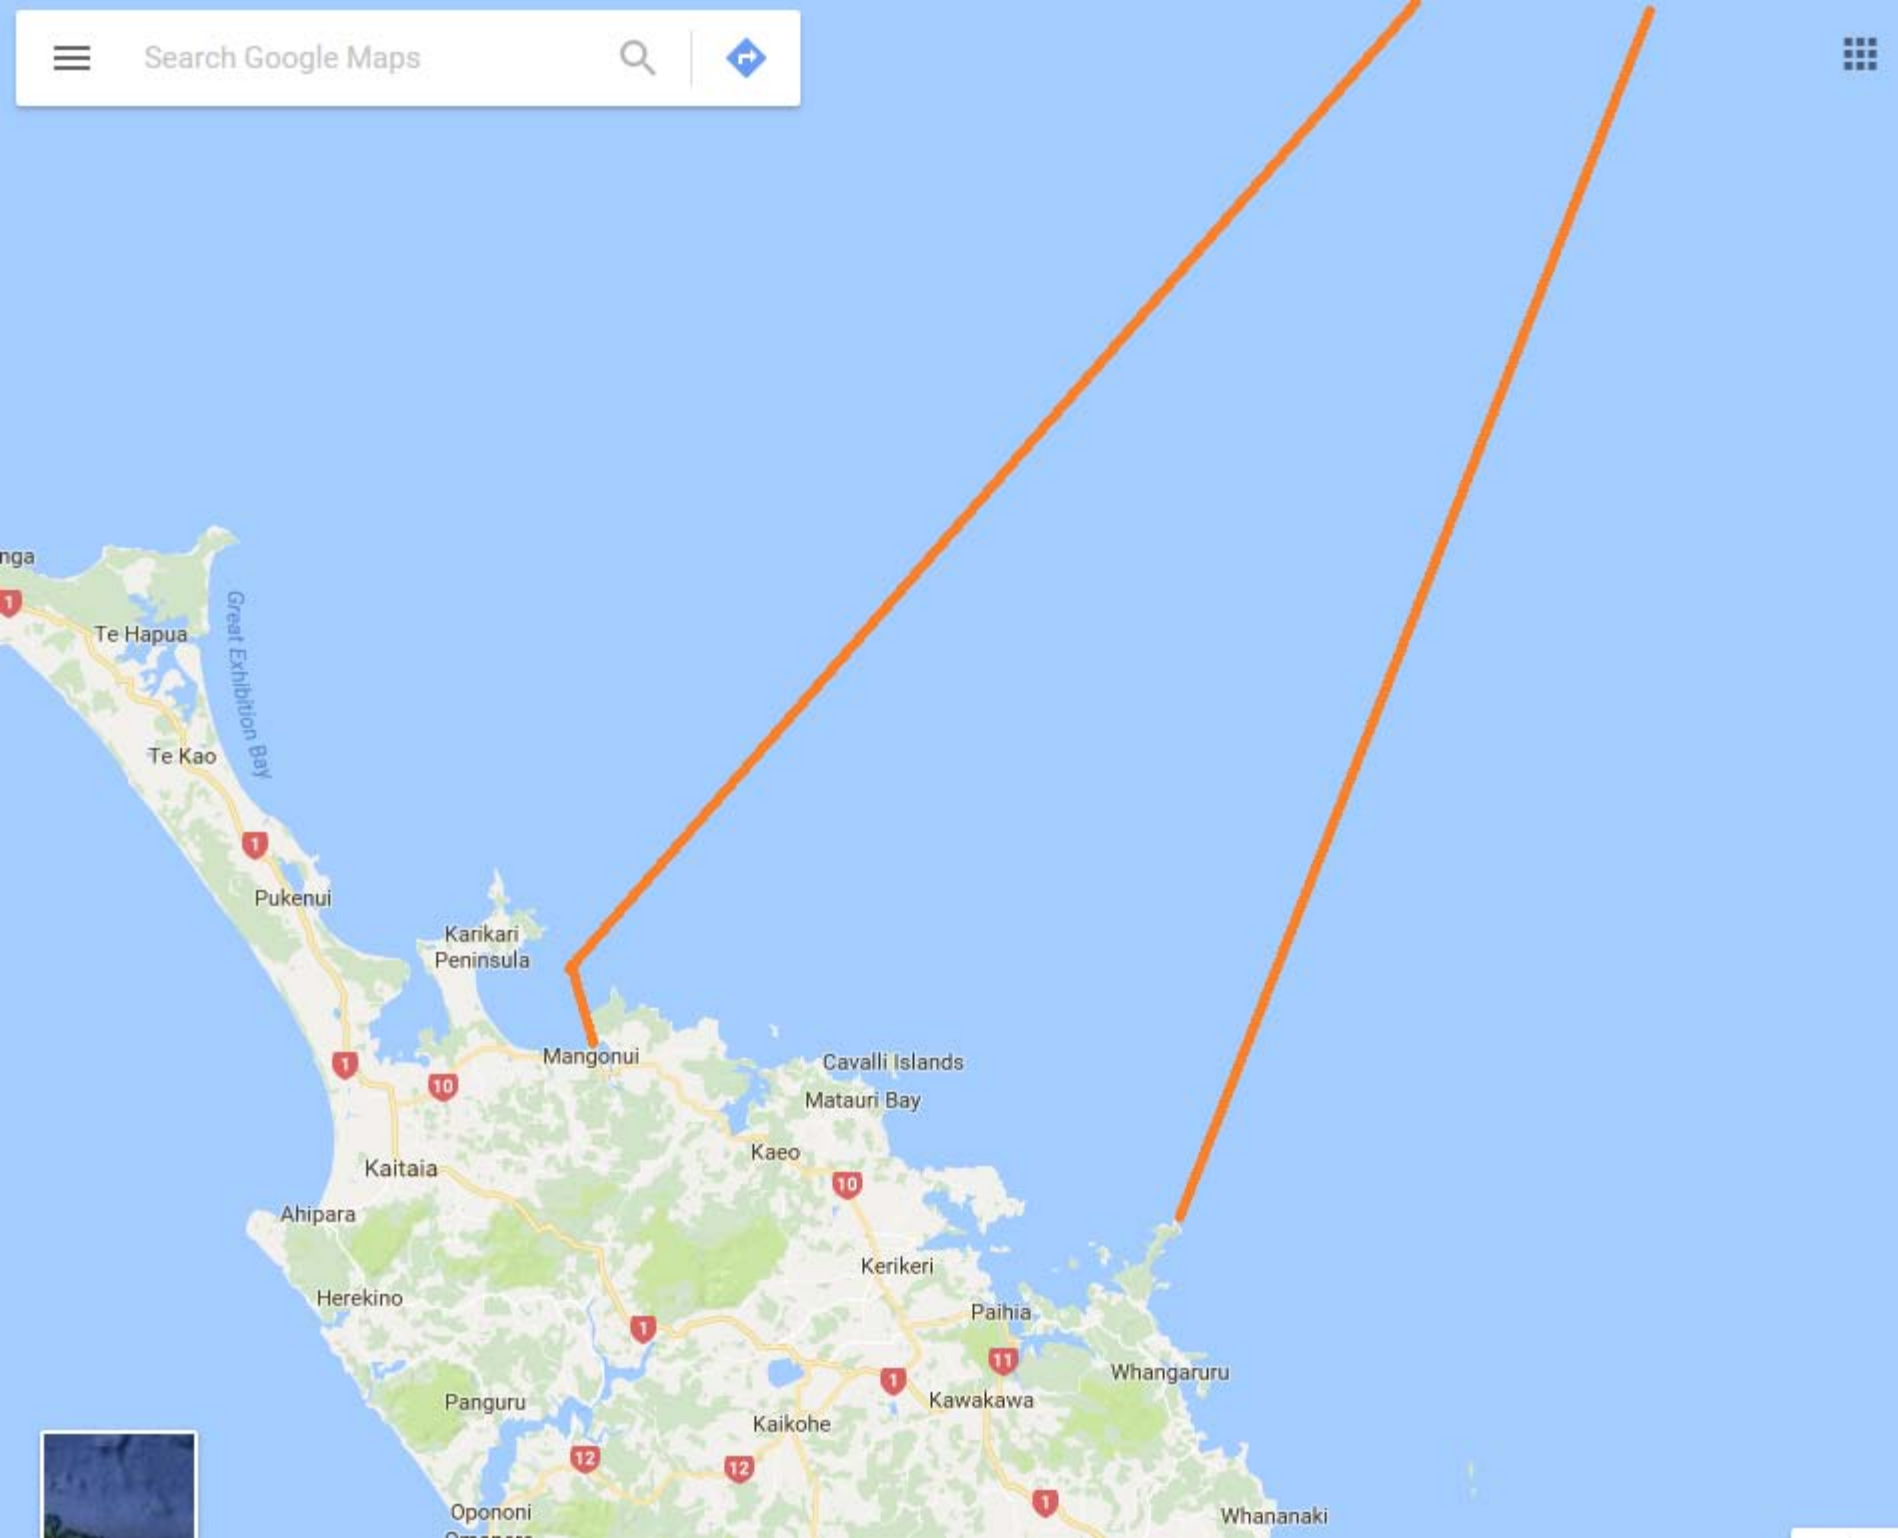 Search Google Maps
nga
1
Te Hapua
Great Exhibition Bay
Te Kao
1
Pukenui
Karikari
Peninsula
Mangonui
1
10
Cavalli Islands
Matauri Bay
Kaeo
Kaitaia
10
Ahipara
Kerikeri
Herekino
Paihia
1
11
Whangaruru
1
Panguru
Kawakawa
Kaikohe
12
12
1
Opononi
Whananaki